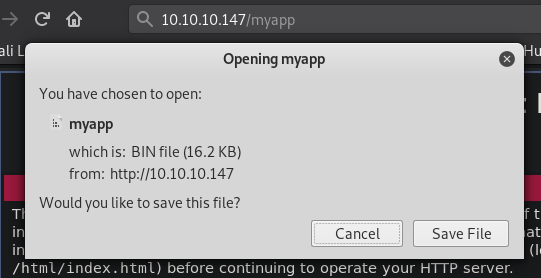 10.10.10.147/myapp
ali L
Hu
Opening myapp
You have chosen to open:
myapp
which is: BIN file (16.2 KB)
from: http://10.10.10.147
Would you like to save this file?
Cancel
Save File
/html/index.html) before continuing to operate your HTTP server.